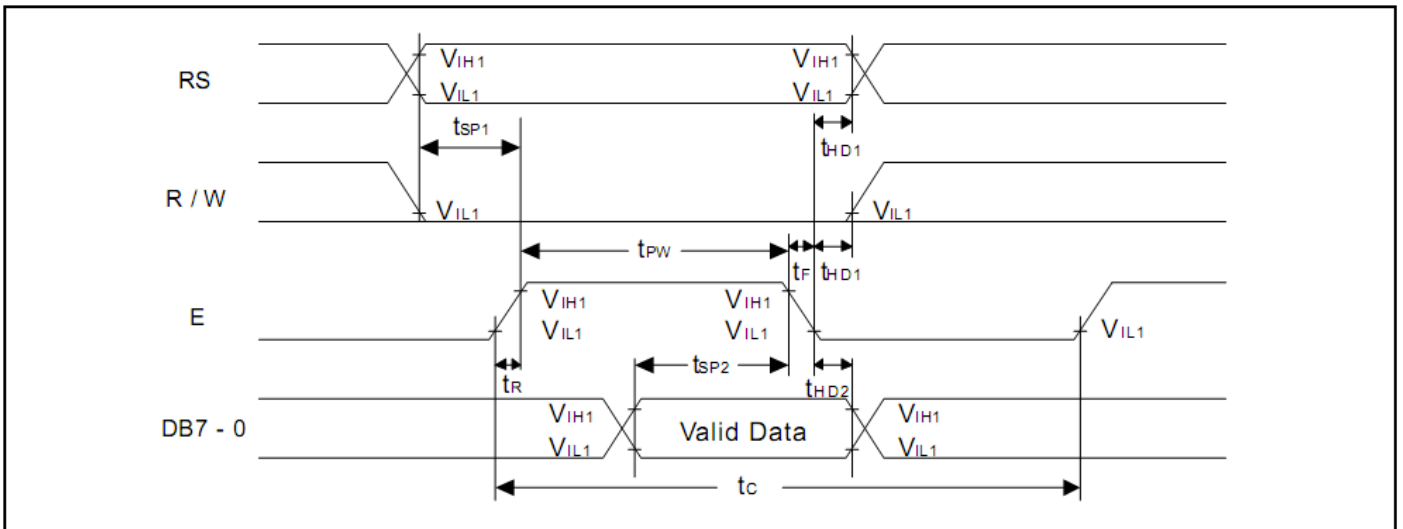 RS
VIH1 VIH1
VIL1 VIL1
tSP1 tHD1
R / W
VIL1 VIL1
tPW tF tHD1
E
VIH1 VIH1
VIL1 VIL1 VIL1
tR tSP2 tHD2
DB7 - 0
VIH1 Valid Data VIH1
VIL1 VIL1
tC